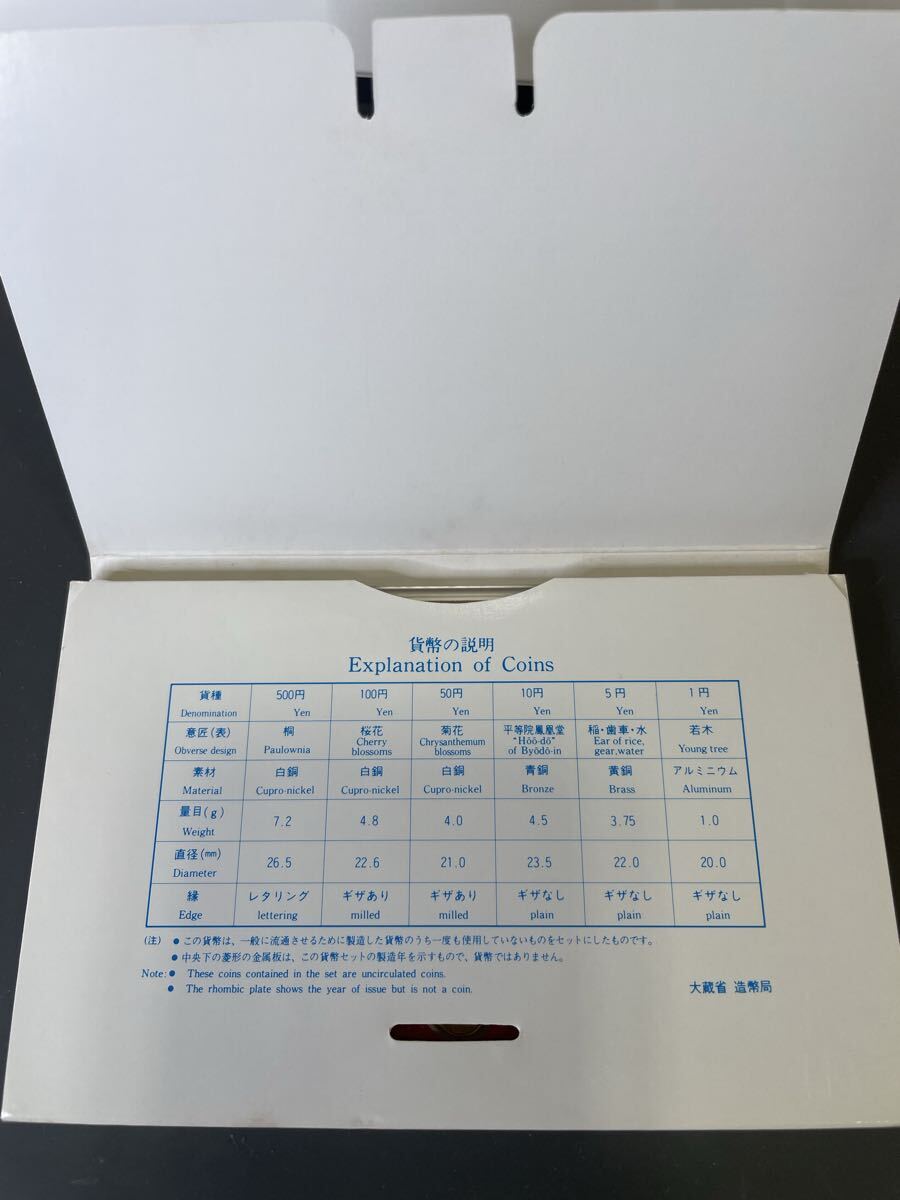 貨幣の説明
Explanation of Coins
貨種 500円 100円 50円 10円 5円 1円
Denomination Yen Yen Yen Yen Yen Yen
意匠(表) 桐 桜花 菊花 平等院鳳凰堂 稲・歯車・水 若木
Obverse design Paulownia Cherry blossoms Chrysanthemum blossoms "Hōō-dō" of Byōdō-in Ear of rice, gear,water Young tree
素材 白銅 白銅 白銅 青銅 黄銅 アルミニウム
Material Cupro-nickel Cupro-nickel Cupro-nickel Bronze Brass Aluminum
量目(g) 7.2 4.8 4.0 4.5 3.75 1.0
Weight
直径(㎜) 26.5 22.6 21.0 23.5 22.0 20.0
Diameter
縁 レタリング ギザあり ギザあり ギザなし ギザなし ギザなし
Edge lettering milled milled plain plain plain
(注) ● この貨幣は、一般に流通させるために製造した貨幣のうち一度も使用していないものをセットにしたものです。
● 中央下の菱形の金属板は、この貨幣セットの製造年を示すもので、貨幣ではありません。
Note: ● These coins contained in the set are uncirculated coins.
● The rhombic plate shows the year of issue but is not a coin.
大蔵省 造幣局